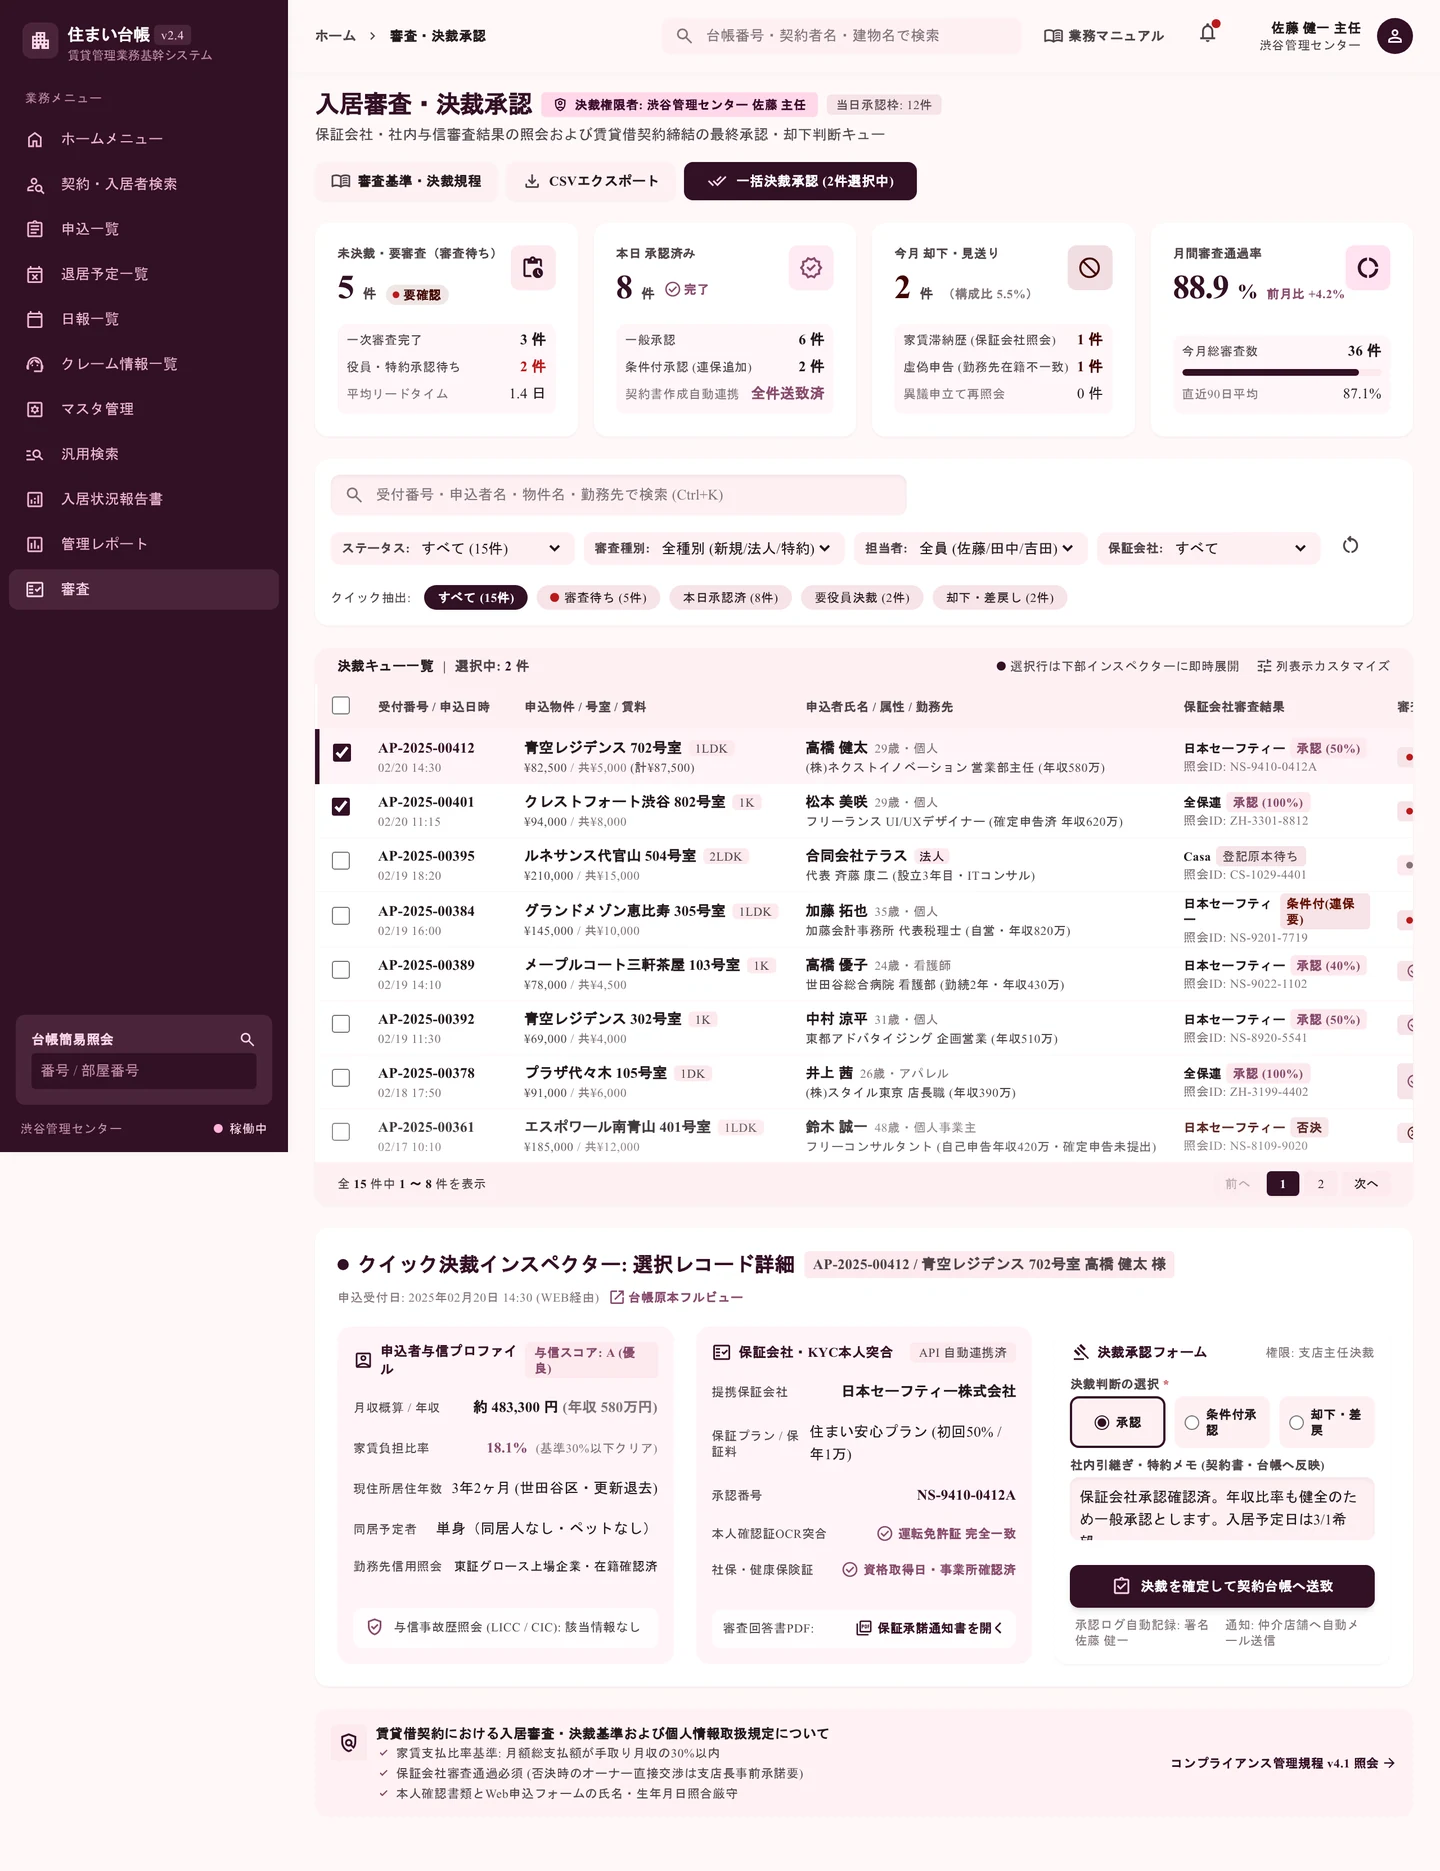 住まい台帳 v2.4
賃貸管理業務基幹システム
業務メニュー
ホームメニュー
契約・入居者検索
申込一覧
退居予定一覧
日報一覧
クレーム情報一覧
マスタ管理
汎用検索
入居状況報告書
管理レポート
審査
台帳簡易照会
番号 / 部屋番号
渋谷管理センター 稼働中
ホーム 審査・決裁承認
台帳番号・契約者名・建物名で検索
業務マニュアル
佐藤 健一 主任
渋谷管理センター
入居審査・決裁承認 決裁権限者: 渋谷管理センター 佐藤 主任 当日承認枠: 12件
保証会社・社内与信審査結果の照会および賃貸借契約締結の最終承認・却下判断キュー
審査基準・決裁規程 CSVエクスポート 一括決裁承認 (2件選択中)
未決裁・要審査（審査待ち）
5 件 要確認
一次審査完了 3 件
役員・特約承認待ち 2 件
平均リードタイム 1.4 日
本日 承認済み
8 件 完了
一般承認 6 件
条件付承認 (連保追加) 2 件
契約書作成自動連携 全件送致済
今月 却下・見送り
2 件 （構成比 5.5%）
家賃滞納歴 (保証会社照会) 1 件
虚偽申告 (勤務先在籍不一致) 1 件
異議申立て再照会 0 件
月間審査通過率
88.9 % 前月比 +4.2%
今月総審査数 36 件
直近90日平均 87.1%
受付番号・申込者名・物件名・勤務先で検索 (Ctrl+K)
ステータス: すべて (15件) 審査種別: 全種別 (新規/法人/特約) 担当者: 全員 (佐藤/田中/吉田) 保証会社: すべて
クイック抽出: すべて (15件) 審査待ち (5件) 本日承認済 (8件) 要役員決裁 (2件) 却下・差戻し (2件)
決裁キュー一覧 | 選択中: 2 件 選択行は下部インスペクターに即時展開 列表示カスタマイズ
受付番号 / 申込日時 申込物件 / 号室 / 賃料 申込者氏名 / 属性 / 勤務先 保証会社審査結果 審
AP-2025-00412 青空レジデンス 702号室 1LDK 高橋 健太 29歳・個人 日本セーフティー 承認 (50%)
02/20 14:30 ¥82,500 / 共¥5,000 (計¥87,500) (株)ネクストイノベーション 営業部主任 (年収580万) 照会ID: NS-9410-0412A
AP-2025-00401 クレストフォート渋谷 802号室 1K 松本 美咲 29歳・個人 全保連 承認 (100%)
02/20 11:15 ¥94,000 / 共¥8,000 フリーランス UI/UXデザイナー (確定申告済 年収620万) 照会ID: ZH-3301-8812
AP-2025-00395 ルネサンス代官山 504号室 2LDK 合同会社テラス 法人 Casa 登記原本待ち
02/19 18:20 ¥210,000 / 共¥15,000 代表 斉藤 康二 (設立3年目・ITコンサル) 照会ID: CS-1029-4401
AP-2025-00384 グランドメゾン恵比寿 305号室 1LDK 加藤 拓也 35歳・個人 日本セーフティー 条件付(連保要)
02/19 16:00 ¥145,000 / 共¥10,000 加藤会計事務所 代表税理士 (自営・年収820万) 照会ID: NS-9201-7719
AP-2025-00389 メープルコート三軒茶屋 103号室 1K 高橋 優子 24歳・看護師 日本セーフティー 承認 (40%)
02/19 14:10 ¥78,000 / 共¥4,500 世田谷総合病院 看護部 (勤続2年・年収430万) 照会ID: NS-9022-1102
AP-2025-00392 青空レジデンス 302号室 1K 中村 涼平 31歳・個人 日本セーフティー 承認 (50%)
02/19 11:30 ¥69,000 / 共¥4,000 東都アドバタイジング 企画営業 (年収510万) 照会ID: NS-8920-5541
AP-2025-00378 プラザ代々木 105号室 1DK 井上 茜 26歳・アパレル 全保連 承認 (100%)
02/18 17:50 ¥91,000 / 共¥6,000 (株)スタイル東京 店長職 (年収390万) 照会ID: ZH-3199-4402
AP-2025-00361 エスポワール南青山 401号室 1LDK 鈴木 誠一 48歳・個人事業主 日本セーフティー 否決
02/17 10:10 ¥185,000 / 共¥12,000 フリーコンサルタント (自己申告年収420万・確定申告未提出) 照会ID: NS-8109-9020
全 15 件中 1 〜 8 件を表示 前へ 1 2 次へ
クイック決裁インスペクター: 選択レコード詳細 AP-2025-00412 / 青空レジデンス 702号室 高橋 健太 様
申込受付日: 2025年02月20日 14:30 (WEB経由) 台帳原本フルビュー
申込者与信プロファイル 与信スコア: A (優良)
月収概算 / 年収 約 483,300 円 (年収 580万円)
家賃負担比率 18.1% (基準30%以下クリア)
現住所居住年数 3年2ヶ月 (世田谷区・更新退去)
同居予定者 単身（同居人なし・ペットなし）
勤務先信用照会 東証グロース上場企業・在籍確認済
与信事故歴照会 (LICC / CIC): 該当情報なし
保証会社・KYC本人突合 API 自動連携済
提携保証会社 日本セーフティー株式会社
保証プラン / 保証料 住まい安心プラン (初回50% / 年1万)
承認番号 NS-9410-0412A
本人確認証OCR突合 運転免許証 完全一致
社保・健康保険証 資格取得日・事業所確認済
審査回答書PDF: 保証承諾通知書を開く
決裁承認フォーム 権限: 支店主任決裁
決裁判断の選択 *
承認 条件付承認 却下・差戻
社内引継ぎ・特約メモ (契約書・台帳へ反映)
保証会社承認確認済。年収比率も健全のた
め一般承認とします。入居予定日は3/1希
望
決裁を確定して契約台帳へ送致
承認ログ自動記録: 署名 佐藤 健一
通知: 仲介店舗へ自動メール送信
賃貸借契約における入居審査・決裁基準および個人情報取扱規定について
家賃支払比率基準: 月額総支払額が手取り月収の30%以内
保証会社審査通過必須 (否決時のオーナー直接交渉は支店長事前承諾要)
本人確認書類とWeb申込フォームの氏名・生年月日照合厳守
コンプライアンス管理規程 v4.1 照会